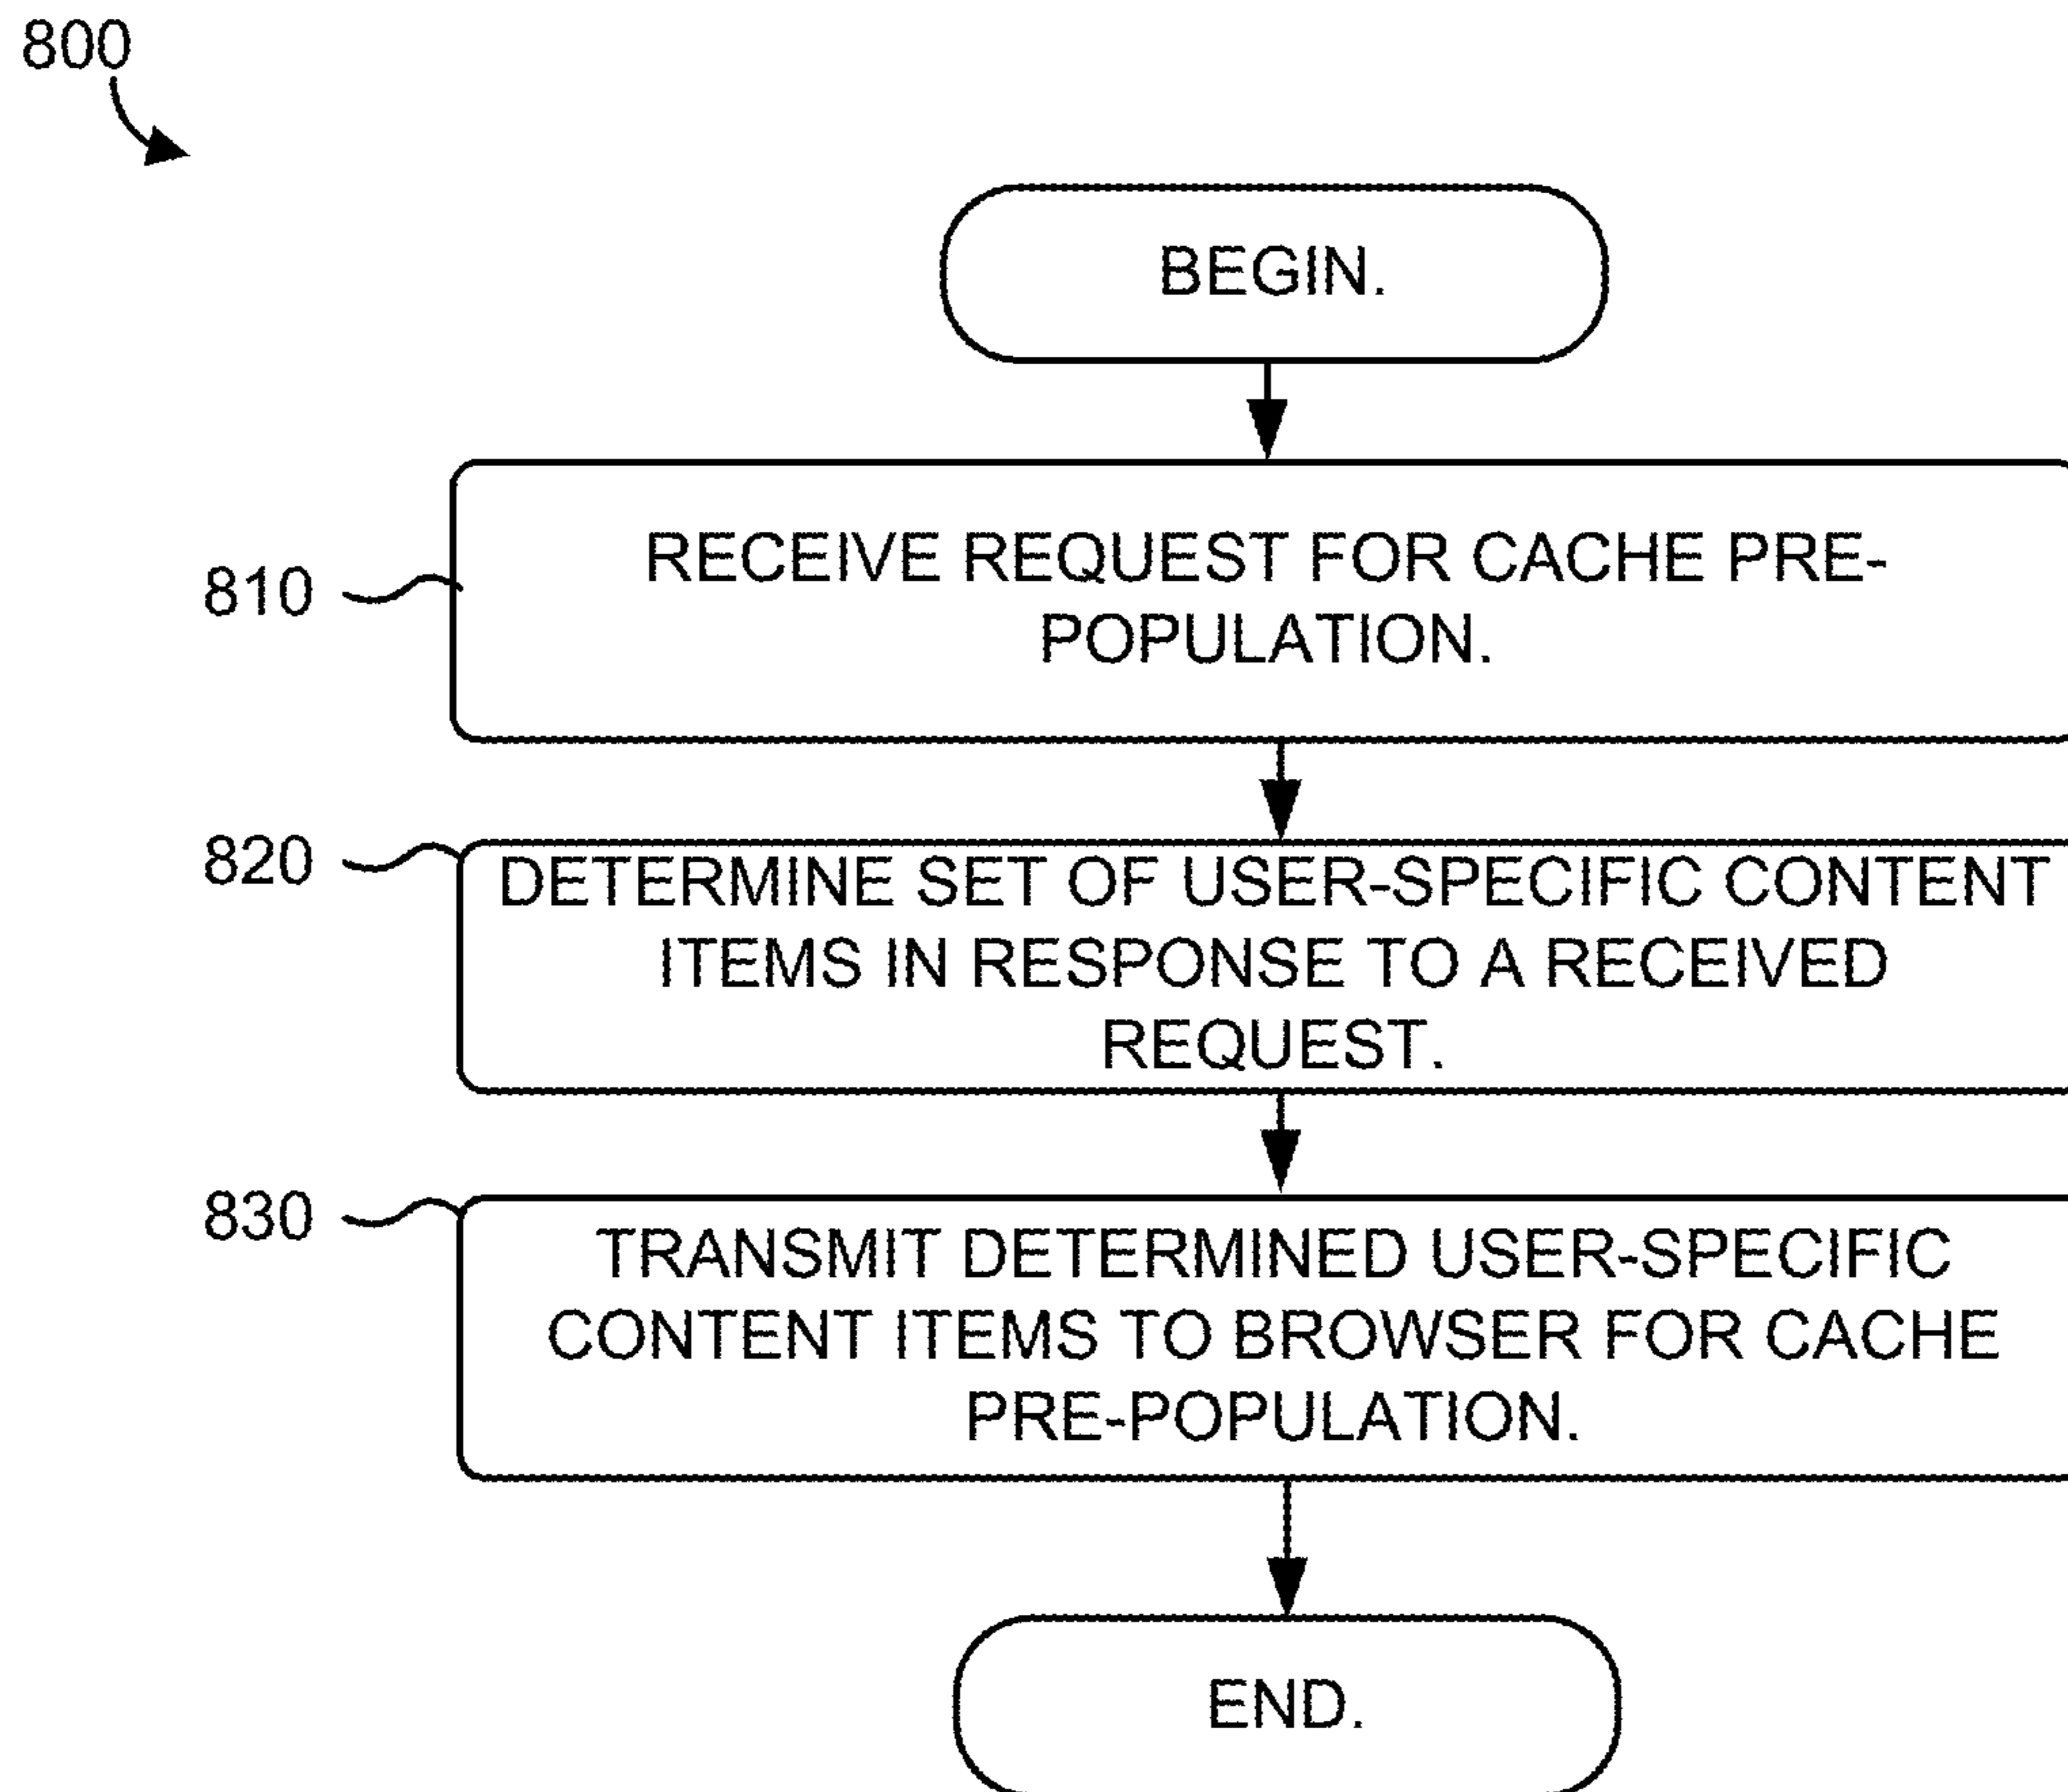 800
BEGIN.
810
RECEIVE REQUEST FOR CACHE PRE-
POPULATION.
820
DETERMINE SET OF USER-SPECIFIC CONTENT
ITEMS IN RESPONSE TO A RECEIVED
REQUEST.
830
TRANSMIT DETERMINED USER-SPECIFIC
CONTENT ITEMS TO BROWSER FOR CACHE
PRE-POPULATION.
END.